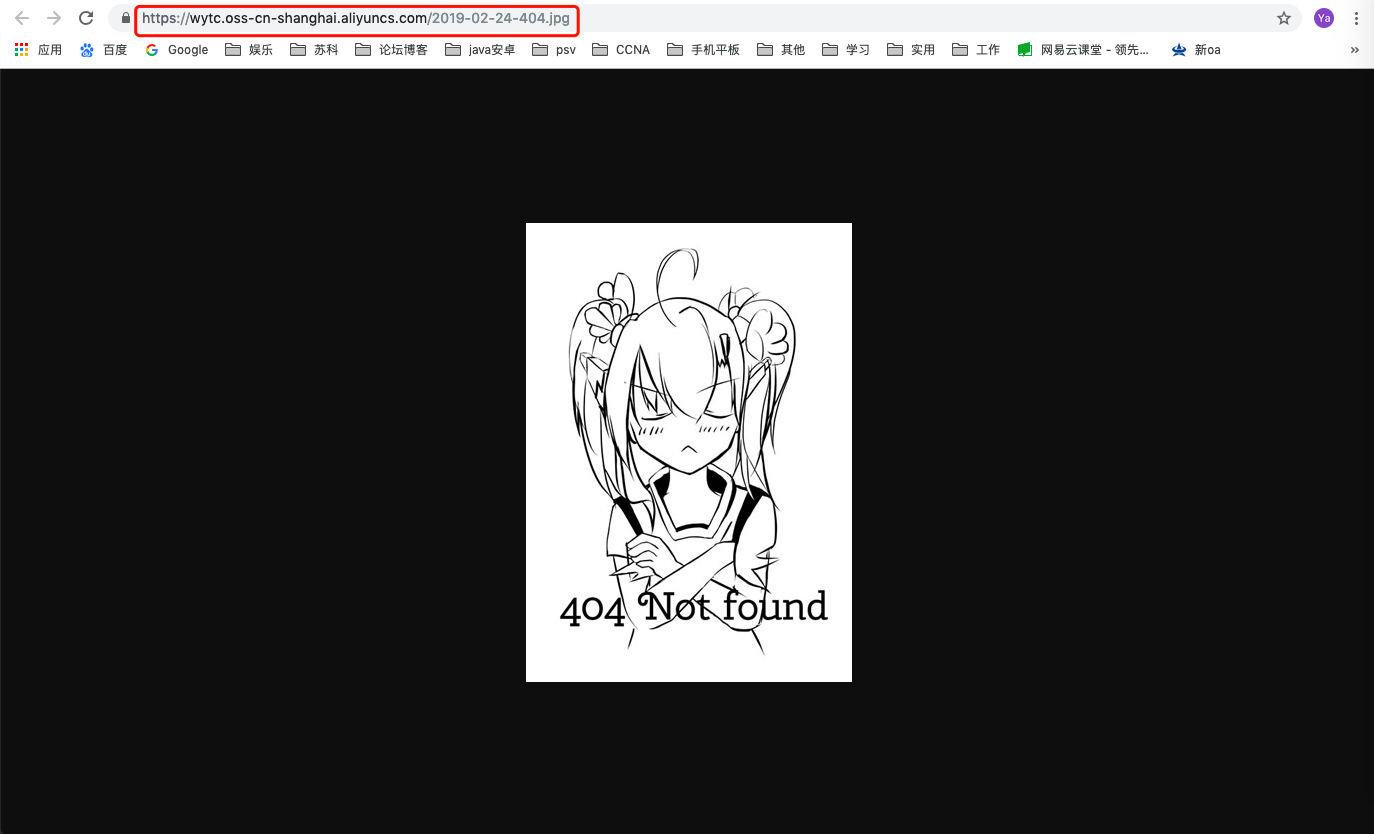 https://wytc.oss-cn-shanghai.aliyuncs.com/2019-02-24-404.jpg
Ya
应用 百度 Google 娱乐 苏科 论坛博客 java安卓 psv CCNA 手机平板 其他 学习 实用 工作 网易云课堂 - 领先... 新oa »
404 Not found